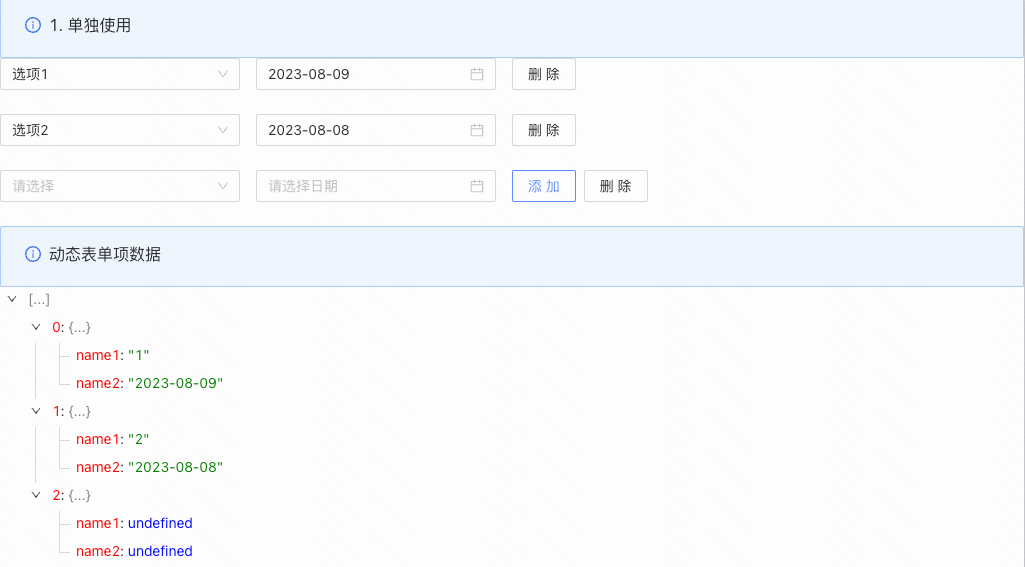 1. 单独使用
选项1 2023-08-09 删 除
选项2 2023-08-08 删 除
请选择 请选择日期 添 加 删 除
动态表单项数据
[...]
0: {...}
name1: "1"
name2: "2023-08-09"
1: {...}
name1: "2"
name2: "2023-08-08"
2: {...}
name1: undefined
name2: undefined